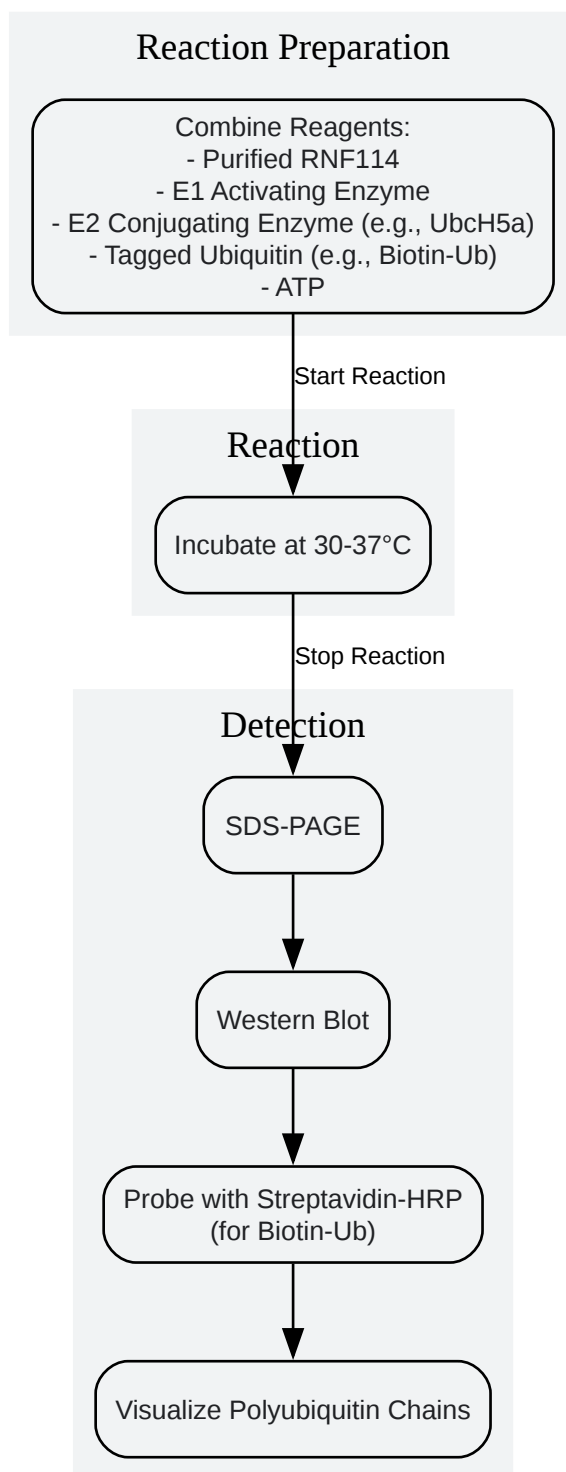 Reaction Preparation
Combine Reagents:
- Purified RNF114
- E1 Activating Enzyme
- E2 Conjugating Enzyme (e.g., UbcH5a)
- Tagged Ubiquitin (e.g., Biotin-Ub)
- ATP
Start Reaction
Reaction
Incubate at 30-37°C
Stop Reaction
Detection
SDS-PAGE
Western Blot
Probe with Streptavidin-HRP
(for Biotin-Ub)
Visualize Polyubiquitin Chains